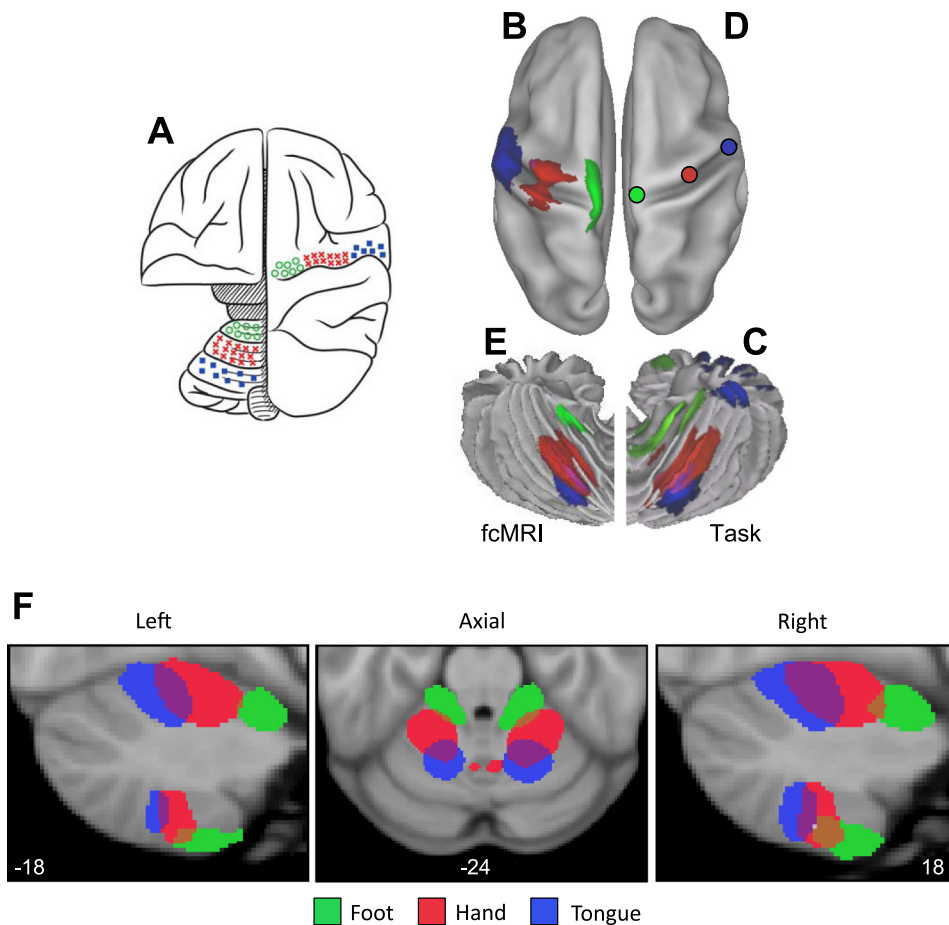 B
D
A
E
C
fcMRI
Task
F
Left
Axial
Right
-18
-24
18
Foot
Hand
Tongue